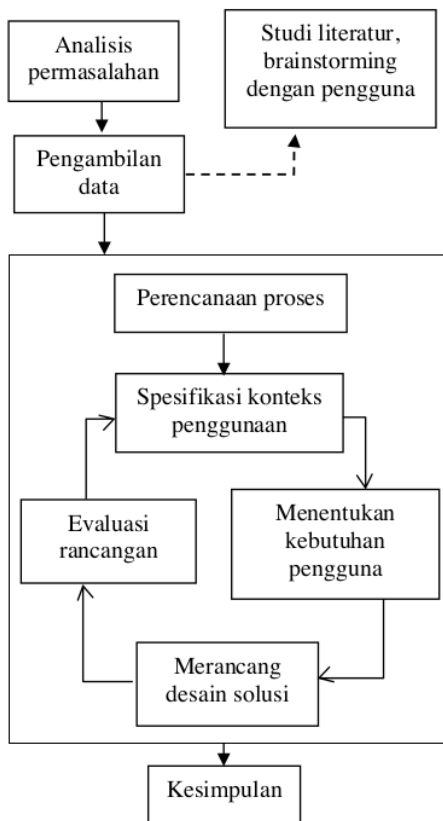 Analisis
permasalahan
Studi literatur,
brainstorming
dengan pengguna
Pengambilan
data
Perencanaan proses
Spesifikasi konteks
penggunaan
Evaluasi
rancangan
Menentukan
kebutuhan
pengguna
Merancang
desain solusi
Kesimpulan